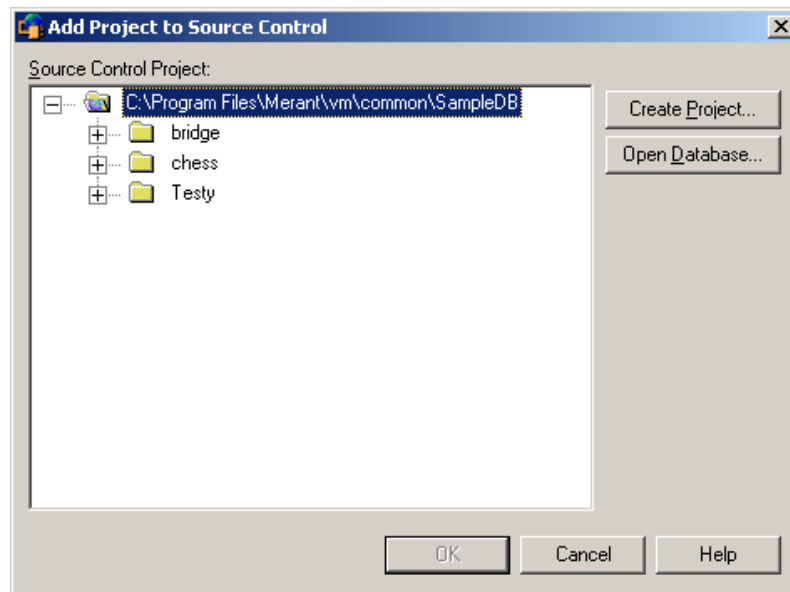 Add Project to Source Control
Source Control Project:
C:\Program Files\Merant\vm\common\SampleDB
bridge
chess
Testy
Create Project...
Open Database...
OK
Cancel
Help